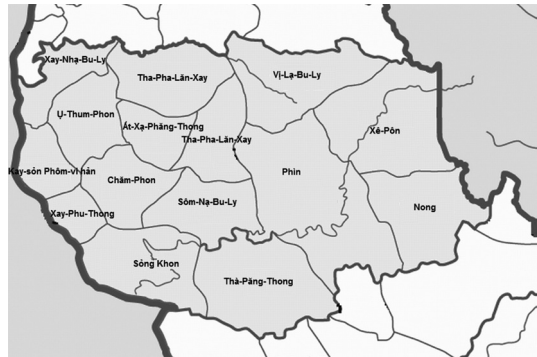 Xay-Nhạ-Bu-Ly
Tha-Pha-Lăn-Xay
Vị-Lạ-Bu-Ly
Ụ-Thum-Phon
Át-Xạ-Phăng-Thong
Xê-Pôn
Tha-Pha-Lăn-Xay
Kay-sỏn Phôm-vi-hản
Chăm-Phon
Phin
Sôm-Nạ-Bu-Ly
Nong
Xay-Phu-Thong
Sóng Khon
Thà-Păng-Thong